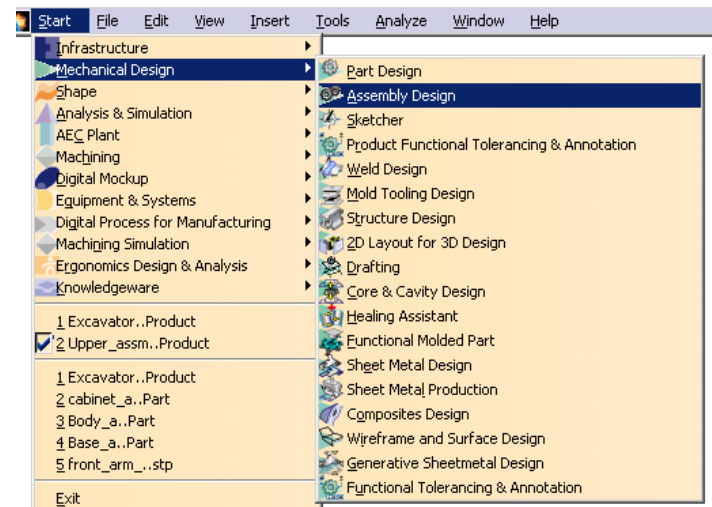 Start File Edit View Insert Tools Analyze Window Help
Infrastructure
Mechanical Design
Shape
Analysis & Simulation
AEC Plant
Machining
Digital Mockup
Equipment & Systems
Digital Process for Manufacturing
Machining Simulation
Ergonomics Design & Analysis
Knowledgeware
1 Excavator..Product
2 Upper_assm..Product
1 Excavator..Product
2 cabinet_a..Part
3 Body_a..Part
4 Base_a..Part
5 front_arm_..stp
Exit
Part Design
Assembly Design
Sketcher
Product Functional Tolerancing & Annotation
Weld Design
Mold Tooling Design
Structure Design
2D Layout for 3D Design
Drafting
Core & Cavity Design
Healing Assistant
Functional Molded Part
Sheet Metal Design
Sheet Metal Production
Composites Design
Wireframe and Surface Design
Generative Sheetmetal Design
Functional Tolerancing & Annotation